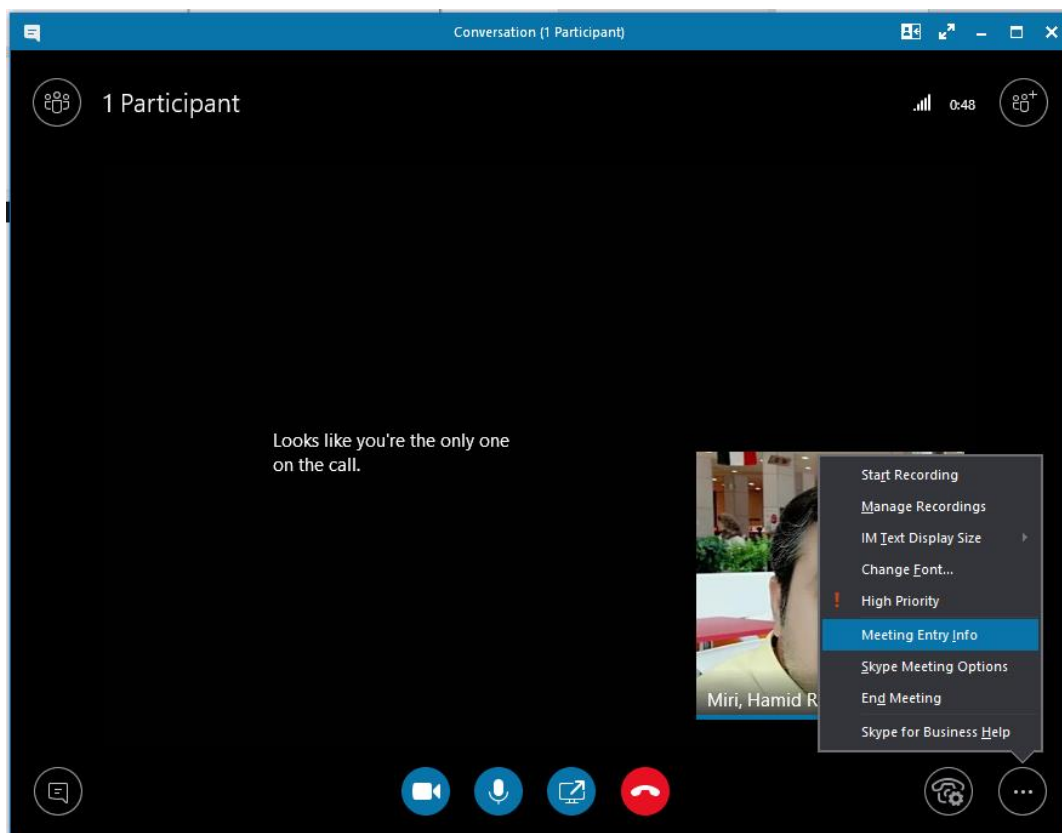 Conversation (1 Participant)
1 Participant
0:48
Looks like you're the only one
on the call.
Miri, Hamid R
Start Recording
Manage Recordings
IM Text Display Size
Change Font...
! High Priority
Meeting Entry Info
Skype Meeting Options
End Meeting
Skype for Business Help